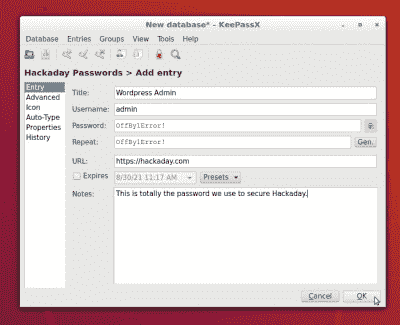 New database* - KeePassX
Database Entries Groups View Tools Help
Hackaday Passwords > Add entry
Entry
Advanced
Icon
Auto-Type
Properties
History
Title: Wordpress Admin
Username: admin
Password: OffBy1Error!
Repeat: OffBy1Error! Gen.
URL: https://hackaday.com
Expires 8/30/21 11:17 AM Presets
Notes: This is totally the password we use to secure Hackaday.
Cancel OK